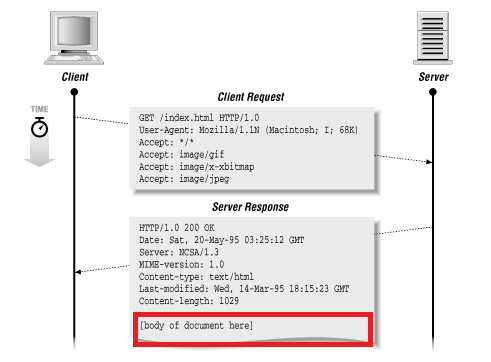 Client
Server
TIME
Client Request
GET /index.html HTTP/1.0
User-Agent: Mozilla/1.1N (Macintosh; I; 68K)
Accept: */*
Accept: image/gif
Accept: image/x-xbitmap
Accept: image/jpeg
Server Response
HTTP/1.0 200 OK
Date: Sat, 20-May-95 03:25:12 GMT
Server: NCSA/1.3
MIME-version: 1.0
Content-type: text/html
Last-modified: Wed, 14-Mar-95 18:15:23 GMT
Content-length: 1029
[body of document here]